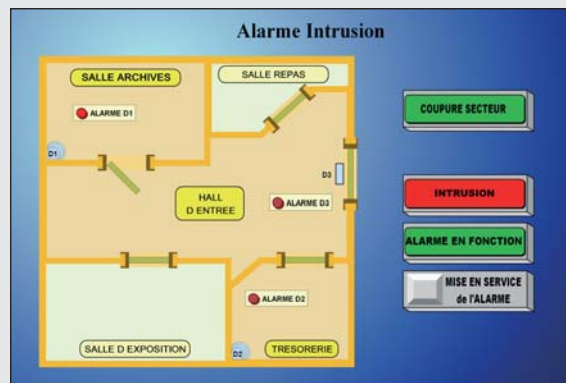 Alarme Intrusion
SALLE ARCHIVES
SALLE REPAS
ALARME D1
COUPURE SECTEUR
D1
D3
INTRUSION
HALL
D ENTREE
ALARME D3
ALARME EN FONCTION
MISE EN SERVICE
de l'ALARME
ALARME D2
SALLE D EXPOSITION
D2
TRESORERIE